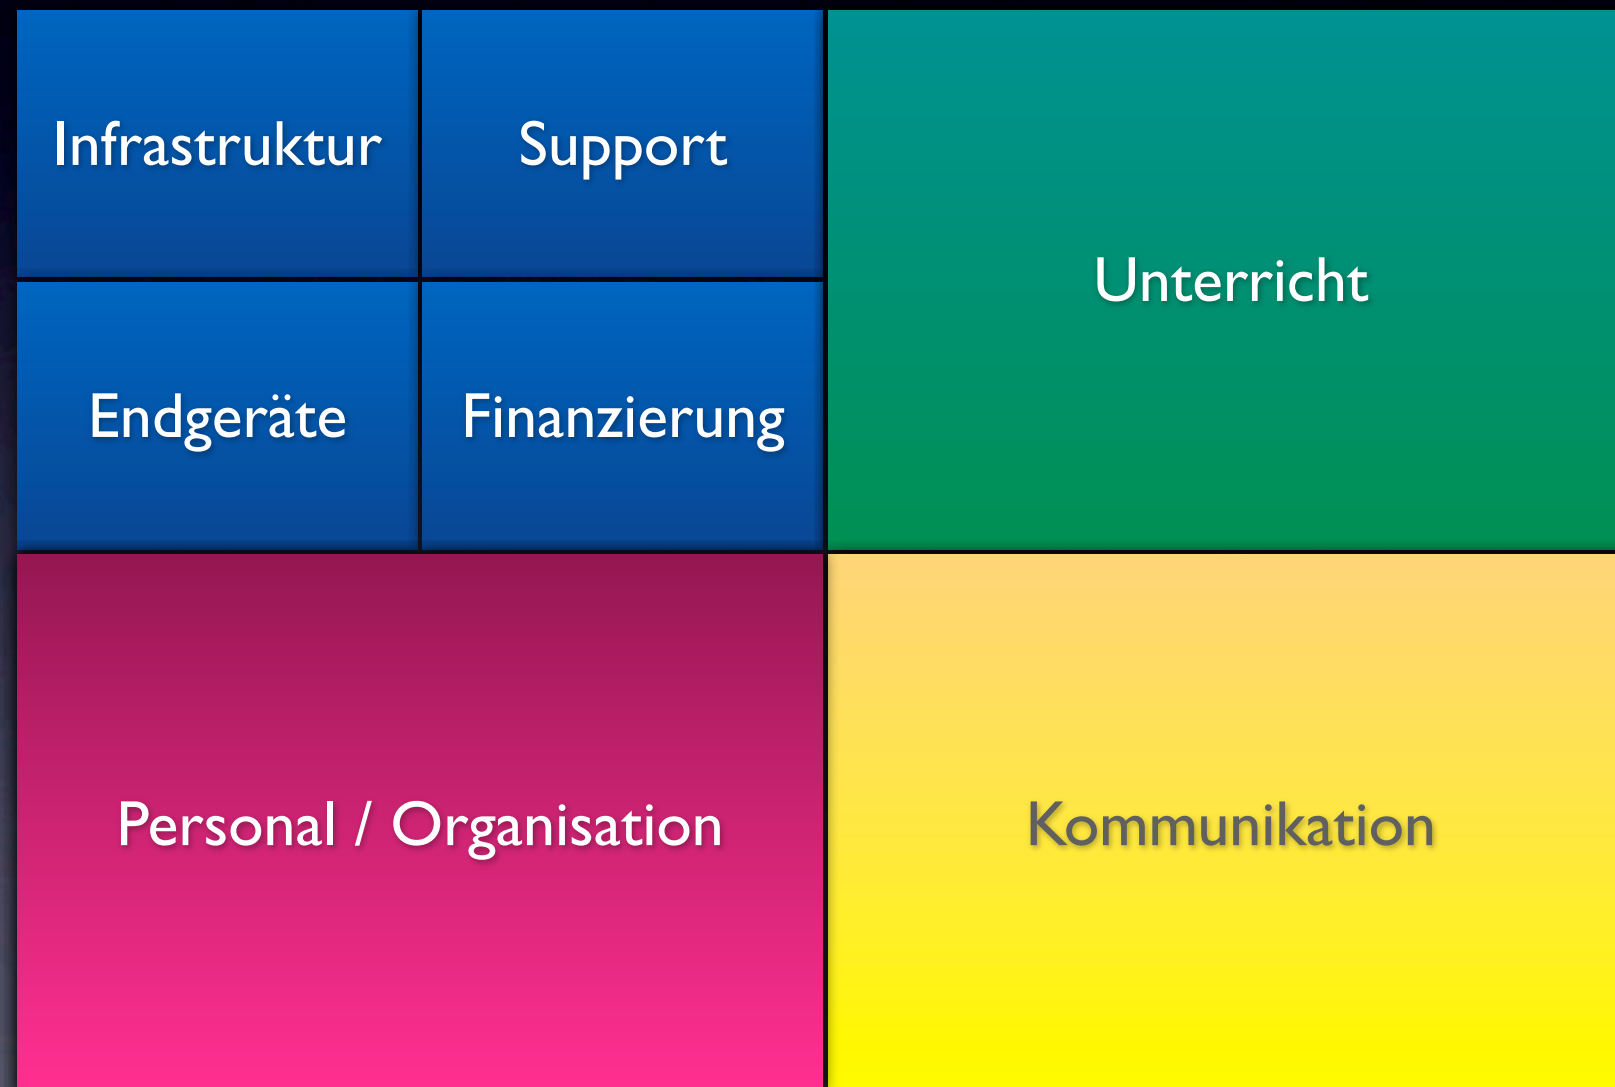 Infrastruktur
Support
Endgeräte
Finanzierung
Unterricht
Personal / Organisation
Kommunikation